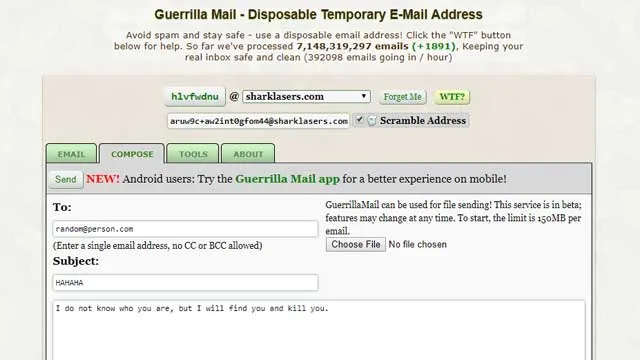 Guerrilla Mail - Disposable Temporary E-Mail Address
Avoid spam and stay safe - use a disposable email address! Click the "WTF" button
below for help. So far we've processed 7,148,319,297 emails (+1891), Keeping your
real inbox safe and clean (392098 emails going in / hour)
hlvfwdnu @ sharklasers.com Forget Me WTF?
aruw9c+aw2int0gfom44@sharklasers.com Scramble Address
EMAIL COMPOSE TOOLS ABOUT
Send NEW! Android users: Try the Guerrilla Mail app for a better experience on mobile!
To:
random@person.com
(Enter a single email address, no CC or BCC allowed)
GuerrillaMail can be used for file sending! This service is in beta;
features may change at any time. To start, the limit is 150MB per
email.
Choose File No file chosen
Subject:
HAHAHA
I do not know who you are, but I will find you and kill you.